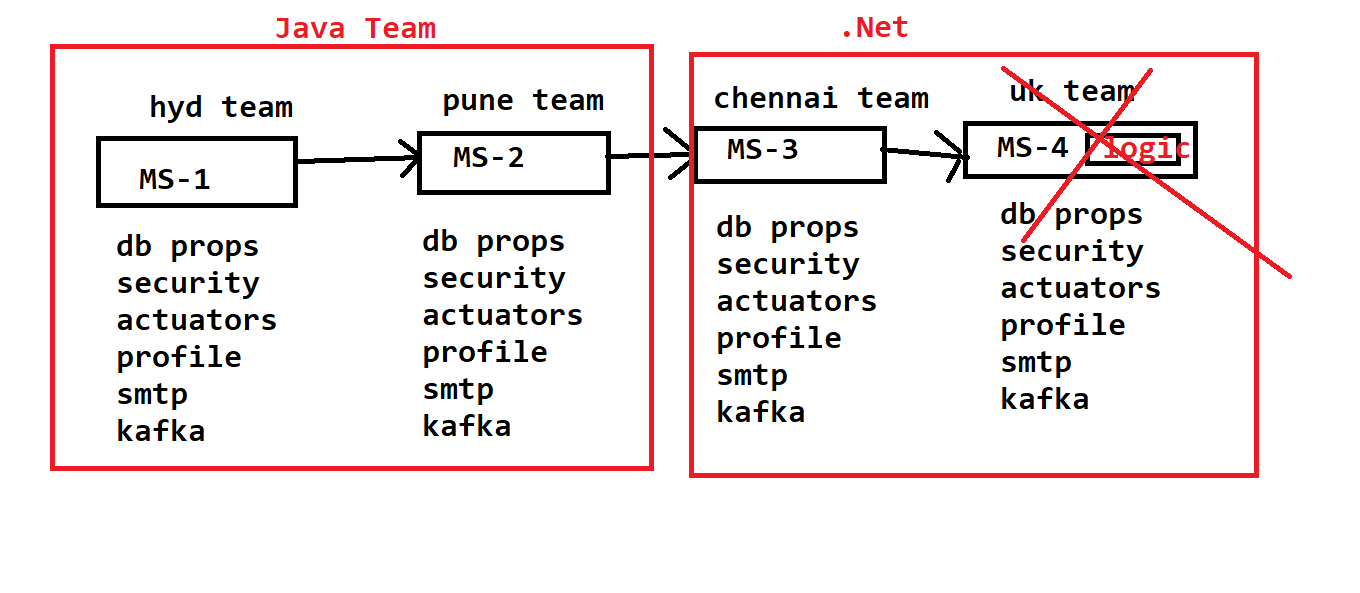 Java Team
.Net
hyd team
pune team
chennai team
uk team
MS-1
MS-2
MS-3
MS-4 logic
db props
security
actuators
profile
smtp
kafka
db props
security
actuators
profile
smtp
kafka
db props
security
actuators
profile
smtp
kafka
db props
security
actuators
profile
smtp
kafka